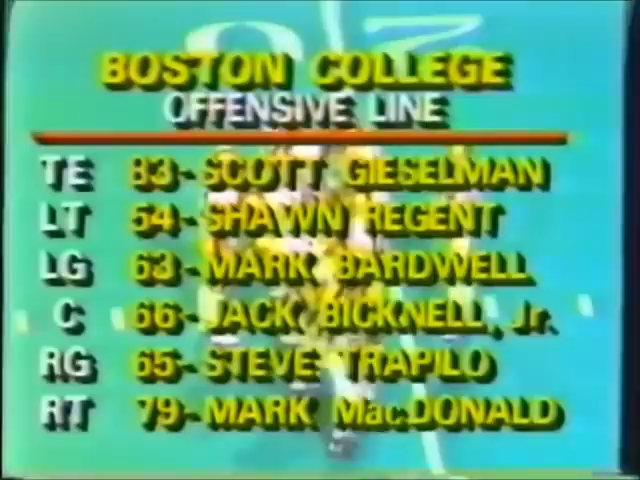 BOSTON COLLEGE
OFFENSIVE LINE
TE 83-SCOTT GIESELMAN
LT 54-SHAWN REGENT
LG 63-MARK BARDWELL
C 66-JACK BICKNELL, Jr.
RG 65-STEVE TRAPILO
RT 79-MARK MacDONALD